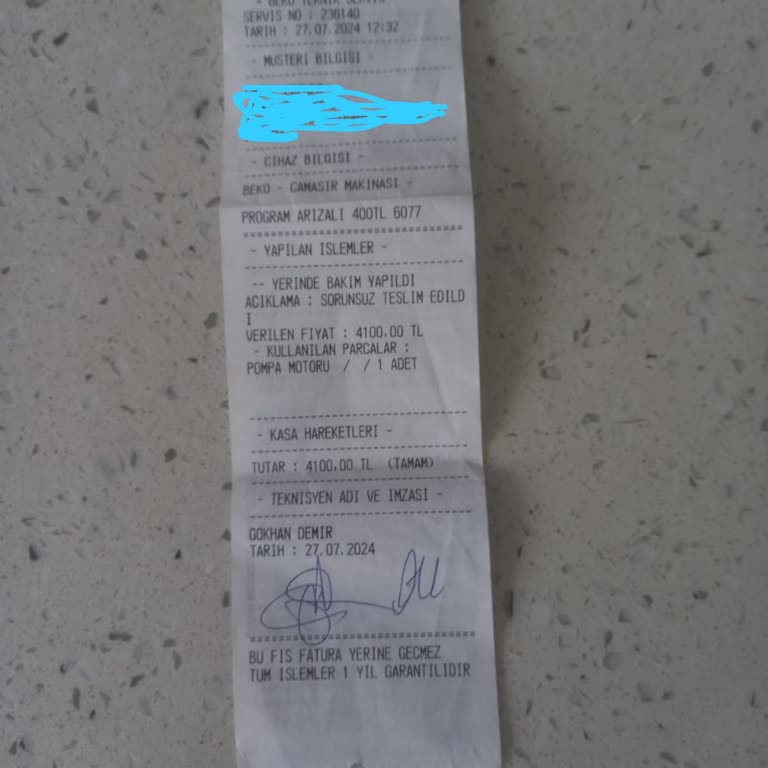 - BEKO TEKNIK SERVIS
SERVIS NO : 236140
TARIH : 27.07.2024 12:32
- MUSTERI BILGISI -
- CIHAZ BILGISI -
BEKO - CAMASIR MAKINASI -
PROGRAM ARIZALI 400TL 6077
- YAPILAN ISLEMLER -
-- YERINDE BAKIM YAPILDI
ACIKLAMA : SORUNSUZ TESLIM EDILD
I
VERILEN FIYAT : 4100.00 TL
- KULLANILAN PARCALAR :
POMPA MOTORU / / 1 ADET
- KASA HAREKETLERI -
TUTAR : 4100.00 TL (TAMAM)
- TEKNISYEN ADI VE IMZASI -
GOKHAN DEMIR
TARIH : 27.07.2024
BU FIS FATURA YERINE GECMEZ
TUM ISLEMLER 1 YIL GARANTILIDIR